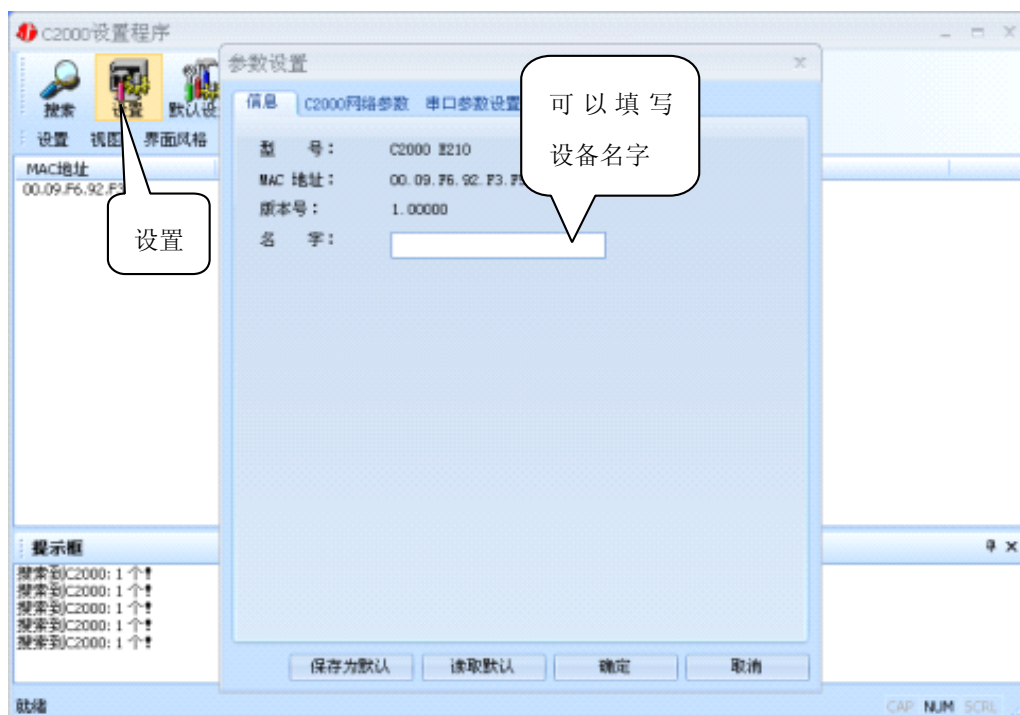 C2000设置程序
搜索
设置
默认设
设置 视图 界面风格
MAC地址
00.09.F6.92.F3
参数设置
信息 C2000网络参数 串口参数设置
型 号： C2000 E210
MAC 地址： 00.09.F6.92.F3.F
版本号： 1.00000
名 字：
可以填写
设备名字
设置
保存为默认 读取默认 确定 取消
提示框
搜索到C2000: 1 个!
搜索到C2000: 1 个!
搜索到C2000: 1 个!
搜索到C2000: 1 个!
搜索到C2000: 1 个!
就绪
CAP NUM SCRL